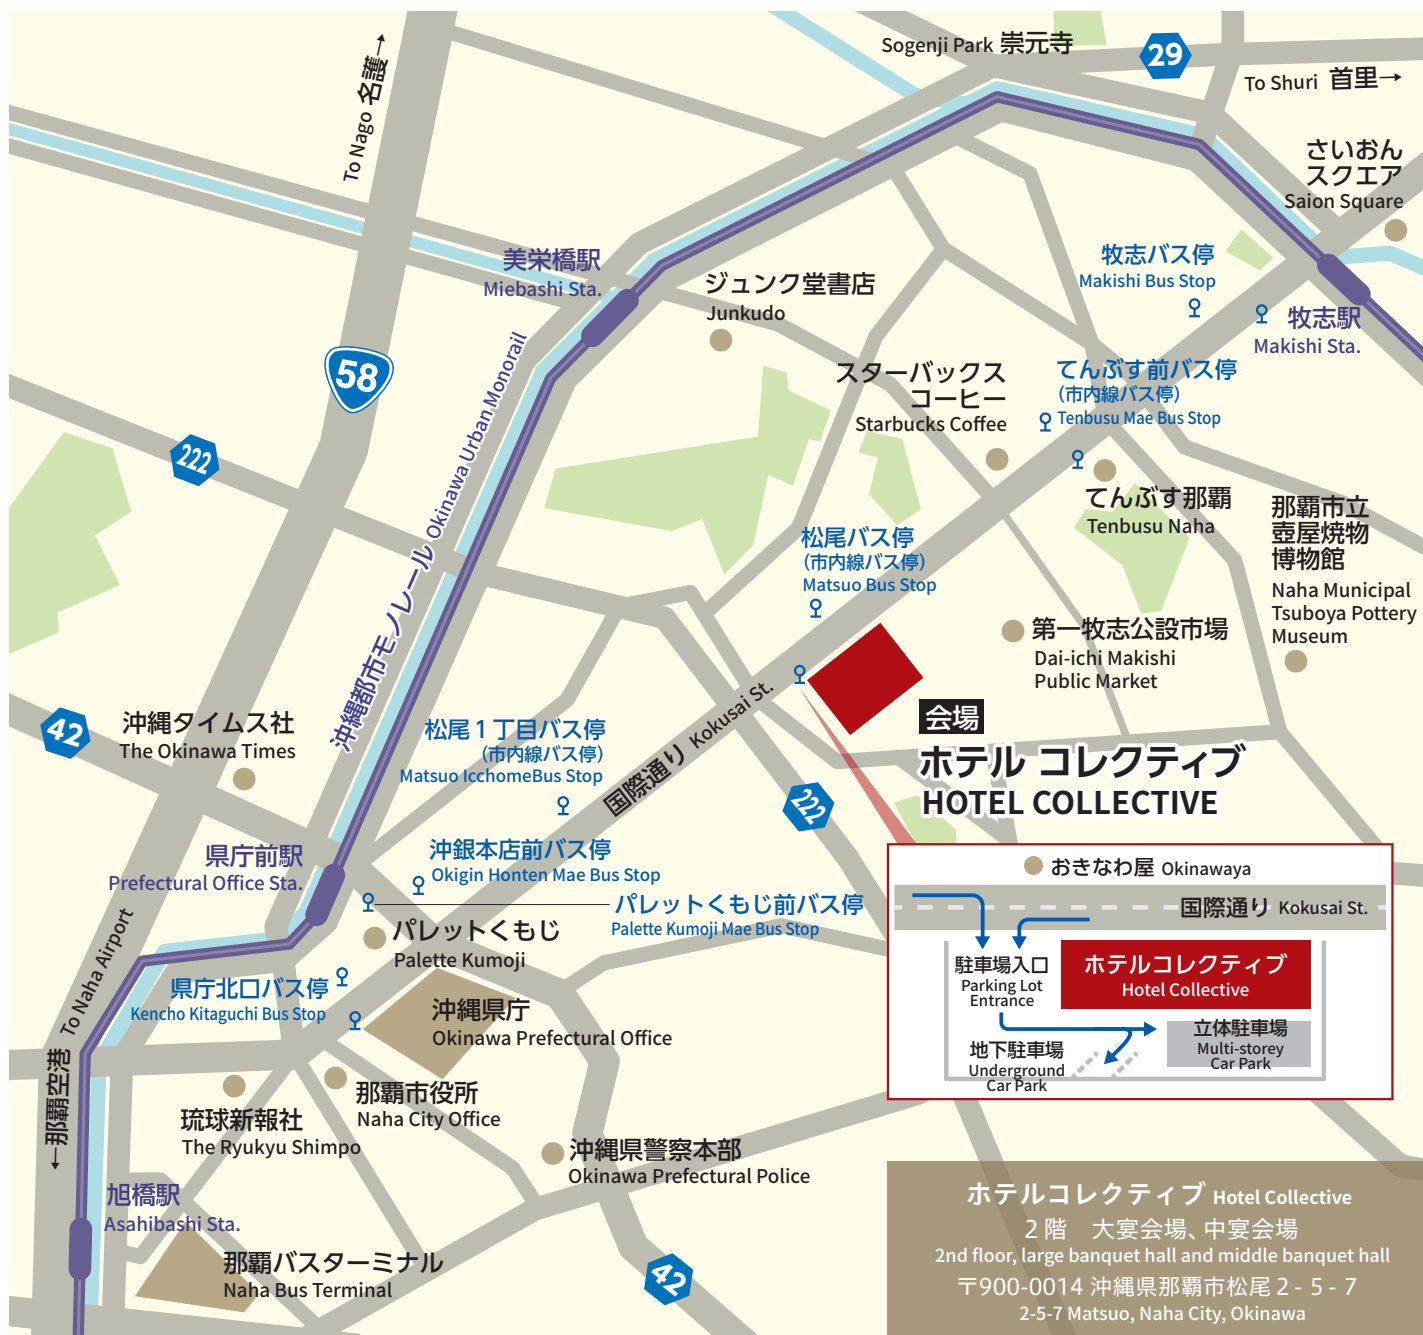 Sogenji Park 崇元寺
29
To Shuri 首里→
To Nago 名護→
さいおん
スクエア
Saion Square
美栄橋駅
Miebashi Sta.
ジュンク堂書店
Junkudo
牧志バス停
Makishi Bus Stop
牧志駅
Makishi Sta.
58
スターバックス
コーヒー
Starbucks Coffee
てんぶす前バス停
(市内線バス停)
Tenbusu Mae Bus Stop
222
沖縄都市モノレール Okinawa Urban Monorail
てんぶす那覇
Tenbusu Naha
那覇市立
壺屋焼物
博物館
Naha Municipal
Tsuboya Pottery
Museum
松尾バス停
(市内線バス停)
Matsuo Bus Stop
第一牧志公設市場
Dai-ichi Makishi
Public Market
42
沖縄タイムス社
The Okinawa Times
松尾1丁目バス停
(市内線バス停)
Matsuo IcchomeBus Stop
国際通り Kokusai St.
会場
ホテル コレクティブ
HOTEL COLLECTIVE
222
県庁前駅
Prefectural Office Sta.
沖銀本店前バス停
Okigin Honten Mae Bus Stop
パレットくもじ前バス停
Palette Kumoji Mae Bus Stop
パレットくもじ
Palette Kumoji
おきなわ屋 Okinawaya
国際通り Kokusai St.
駐車場入口
Parking Lot
Entrance
ホテルコレクティブ
Hotel Collective
地下駐車場
Underground
Car Park
立体駐車場
Multi-storey
Car Park
県庁北口バス停
Kencho Kitaguchi Bus Stop
沖縄県庁
Okinawa Prefectural Office
←那覇空港 To Naha Airport
那覇市役所
Naha City Office
琉球新報社
The Ryukyu Shimpo
沖縄県警察本部
Okinawa Prefectural Police
旭橋駅
Asahibashi Sta.
那覇バスターミナル
Naha Bus Terminal
42
ホテルコレクティブ Hotel Collective
2階　大宴会場、中宴会場
2nd floor, large banquet hall and middle banquet hall
〒900-0014 沖縄県那覇市松尾2-5-7
2-5-7 Matsuo, Naha City, Okinawa